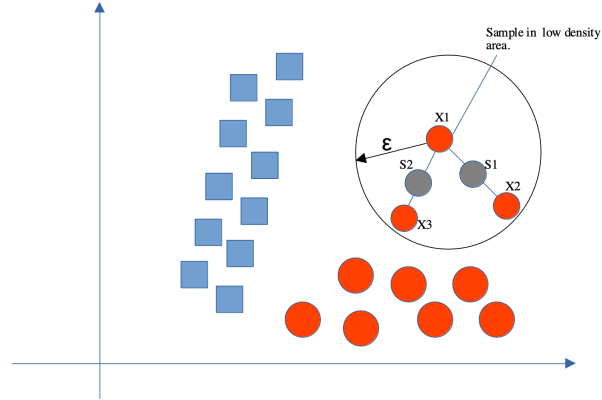 Sample in low density
area.
X1
ε
S2
S1
X2
X3